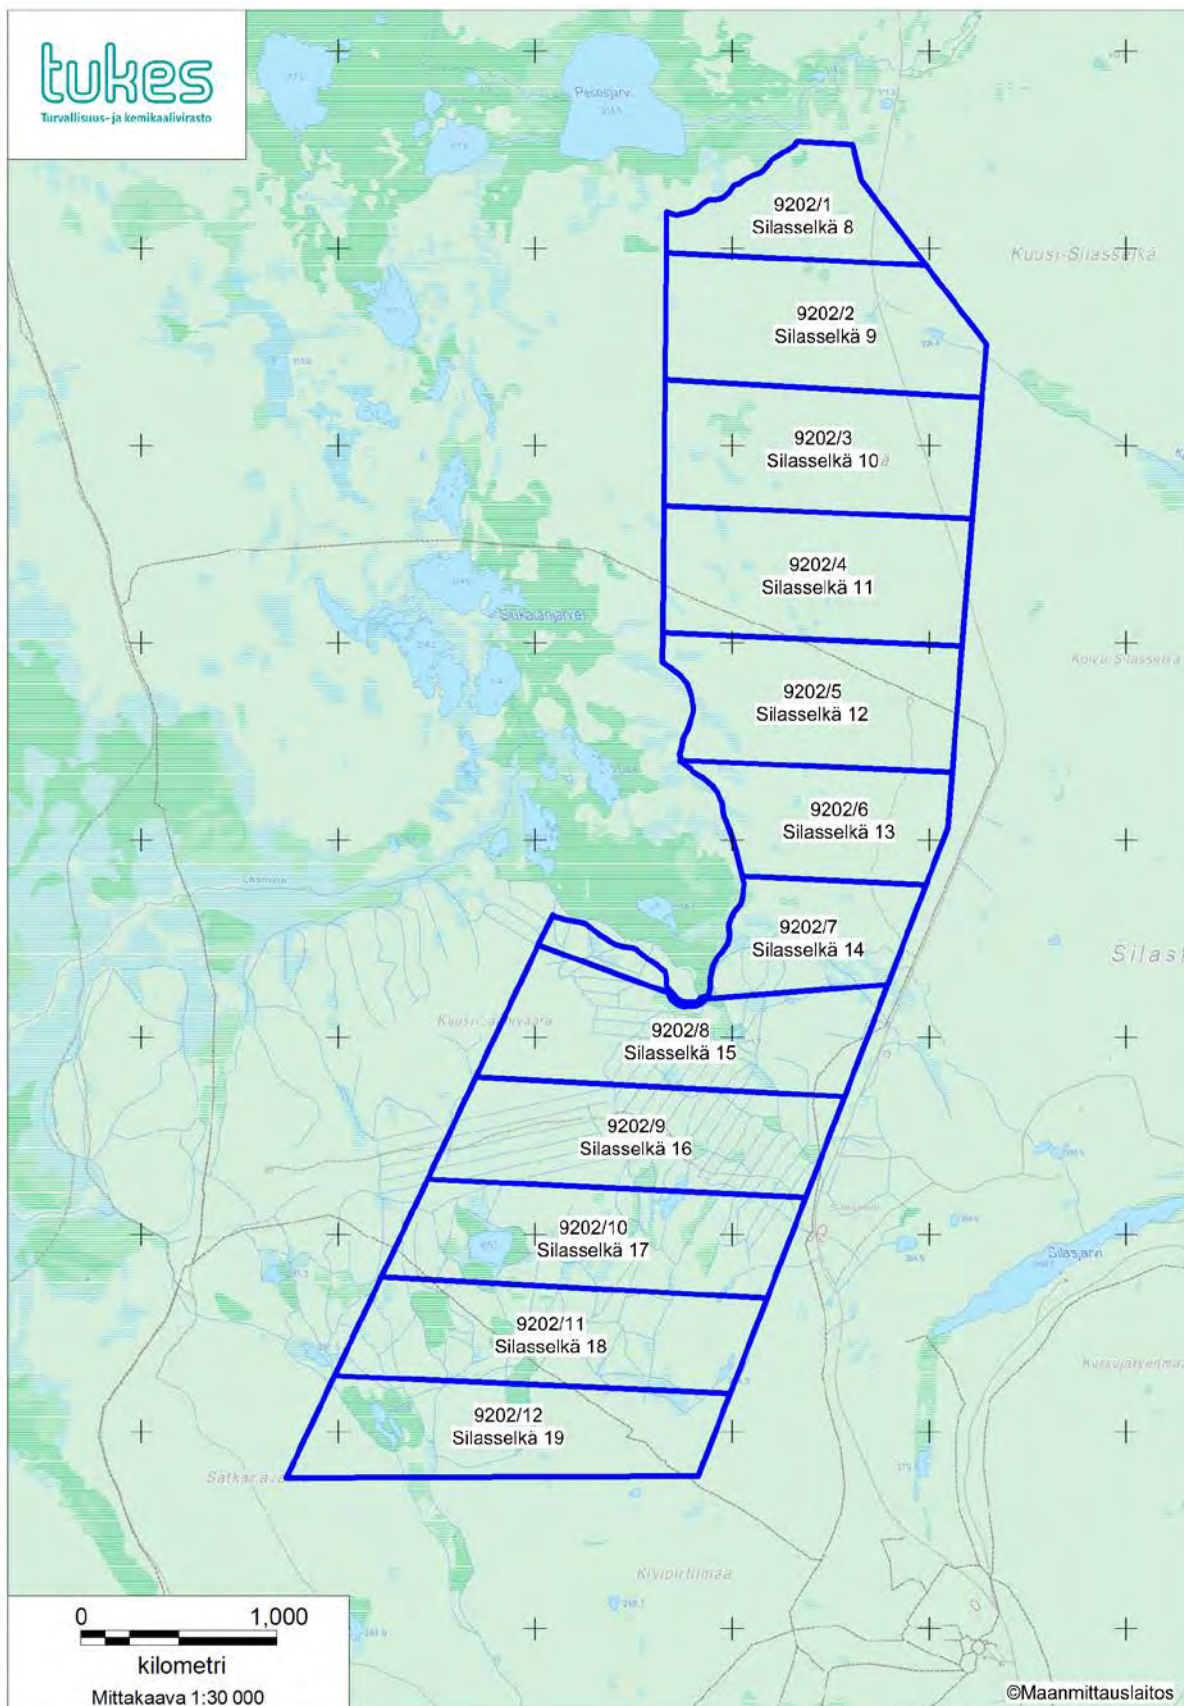 tukes
Turvallisuus- ja kemikaalivirasto
9202/1
Silasselkä 8
Kuusi-Silasselkä
9202/2
Silasselkä 9
9202/3
Silasselkä 10
9202/4
Silasselkä 11
Koivu-Silasselkä
9202/5
Silasselkä 12
9202/6
Silasselkä 13
9202/7
Silasselkä 14
9202/8
Silasselkä 15
9202/9
Silasselkä 16
9202/10
Silasselkä 17
Silasjärvi
9202/11
Silasselkä 18
9202/12
Silasselkä 19
0 1,000
kilometri
Mittakaava 1:30 000
©Maanmittauslaitos